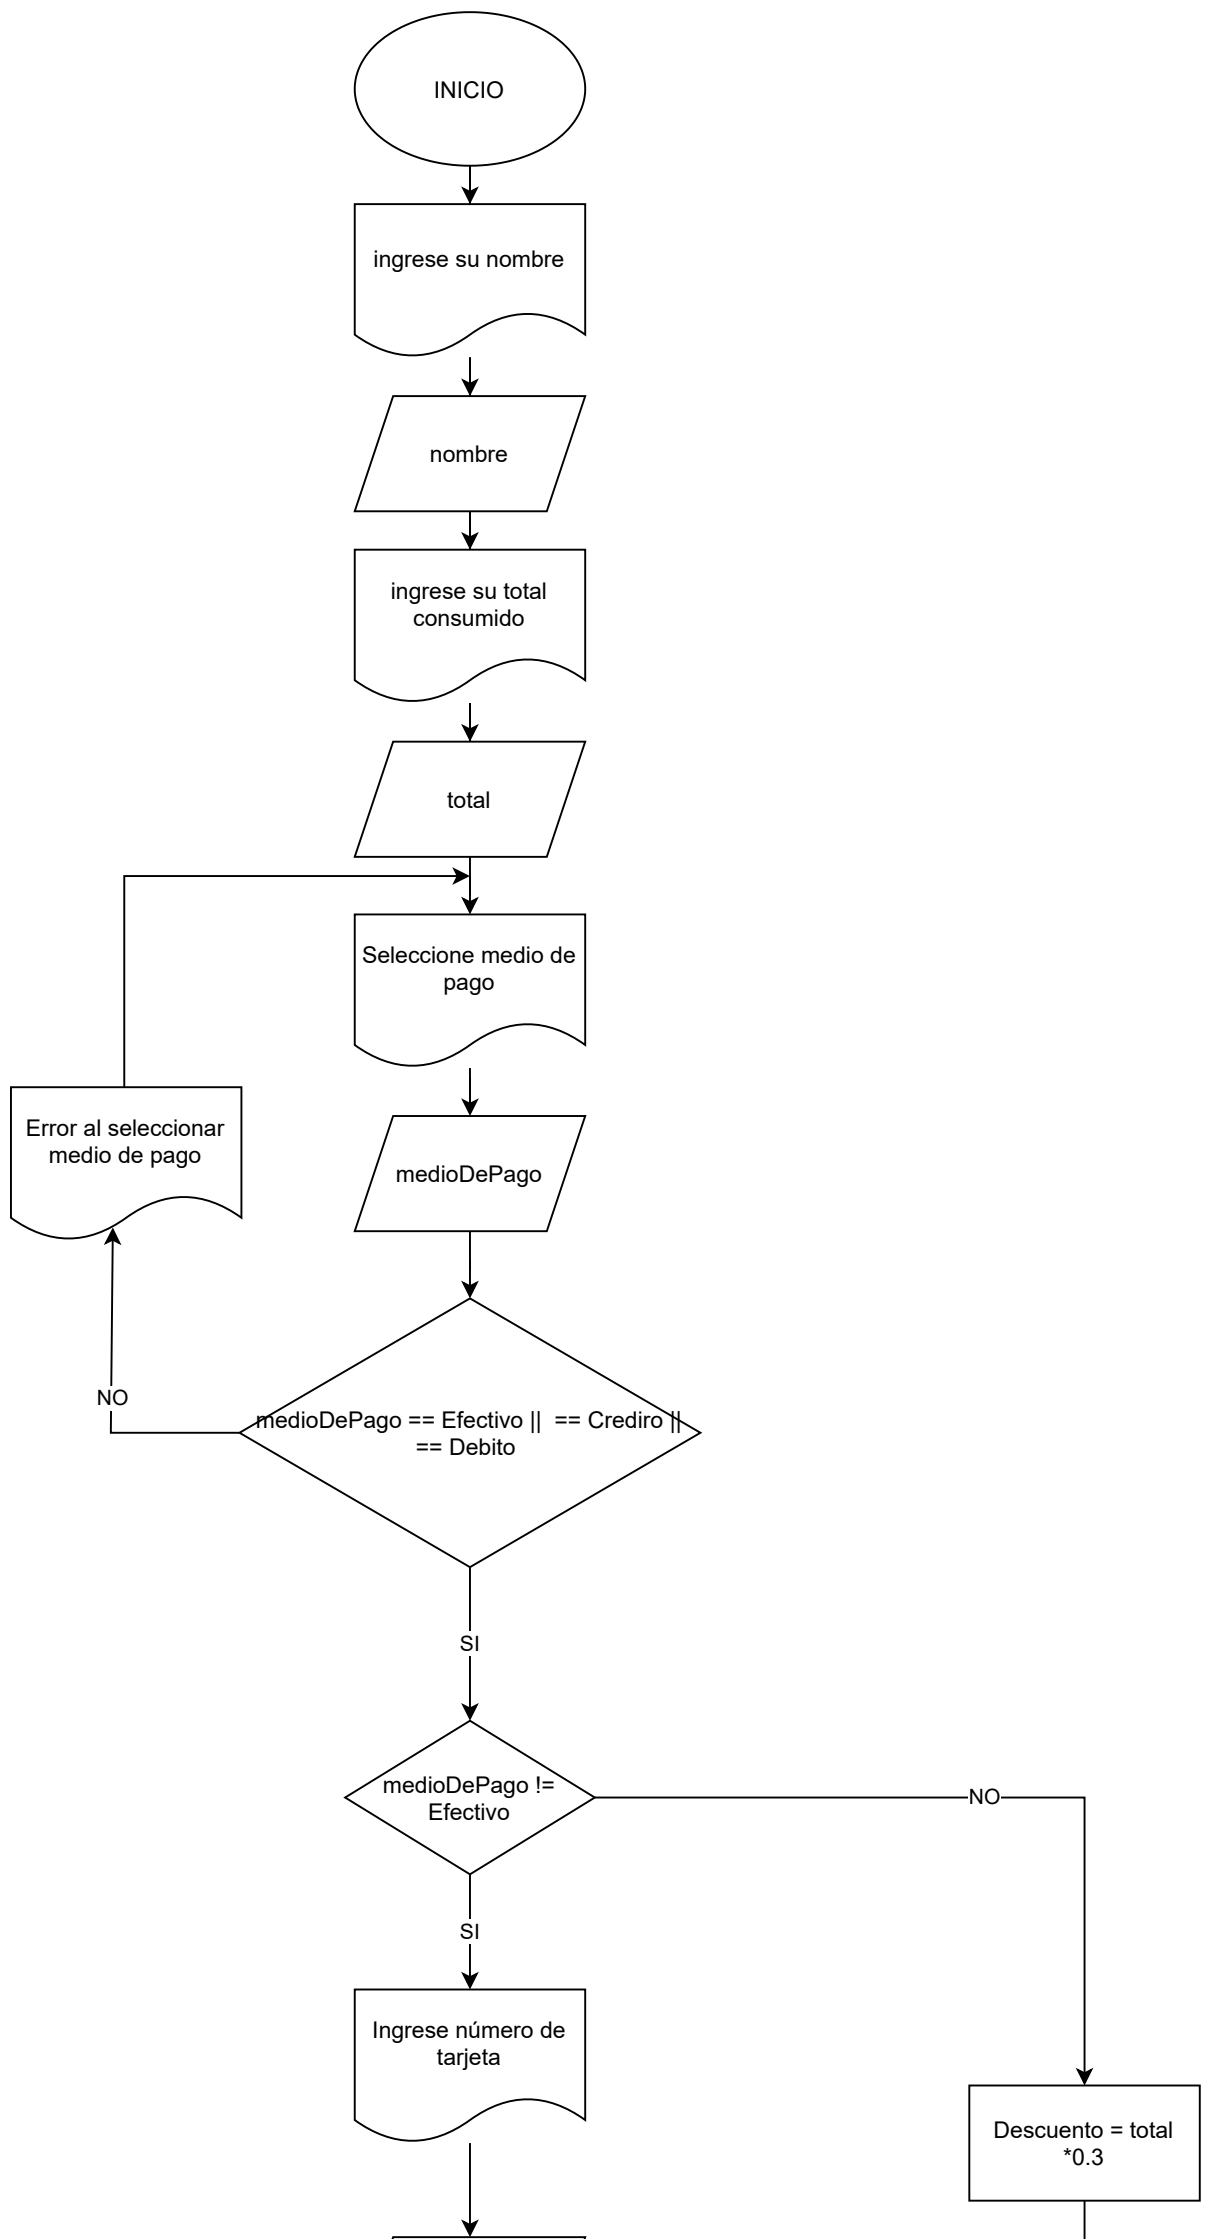 INICIO
ingrese su nombre
nombre
ingrese su total
consumido
total
Seleccione medio de
pago
Error al seleccionar
medio de pago
medioDePago
NO
medioDePago == Efectivo ||  == Crediro ||
== Debito
SI
medioDePago !=
Efectivo
NO
SI
Ingrese número de
tarjeta
Descuento = total
*0.3